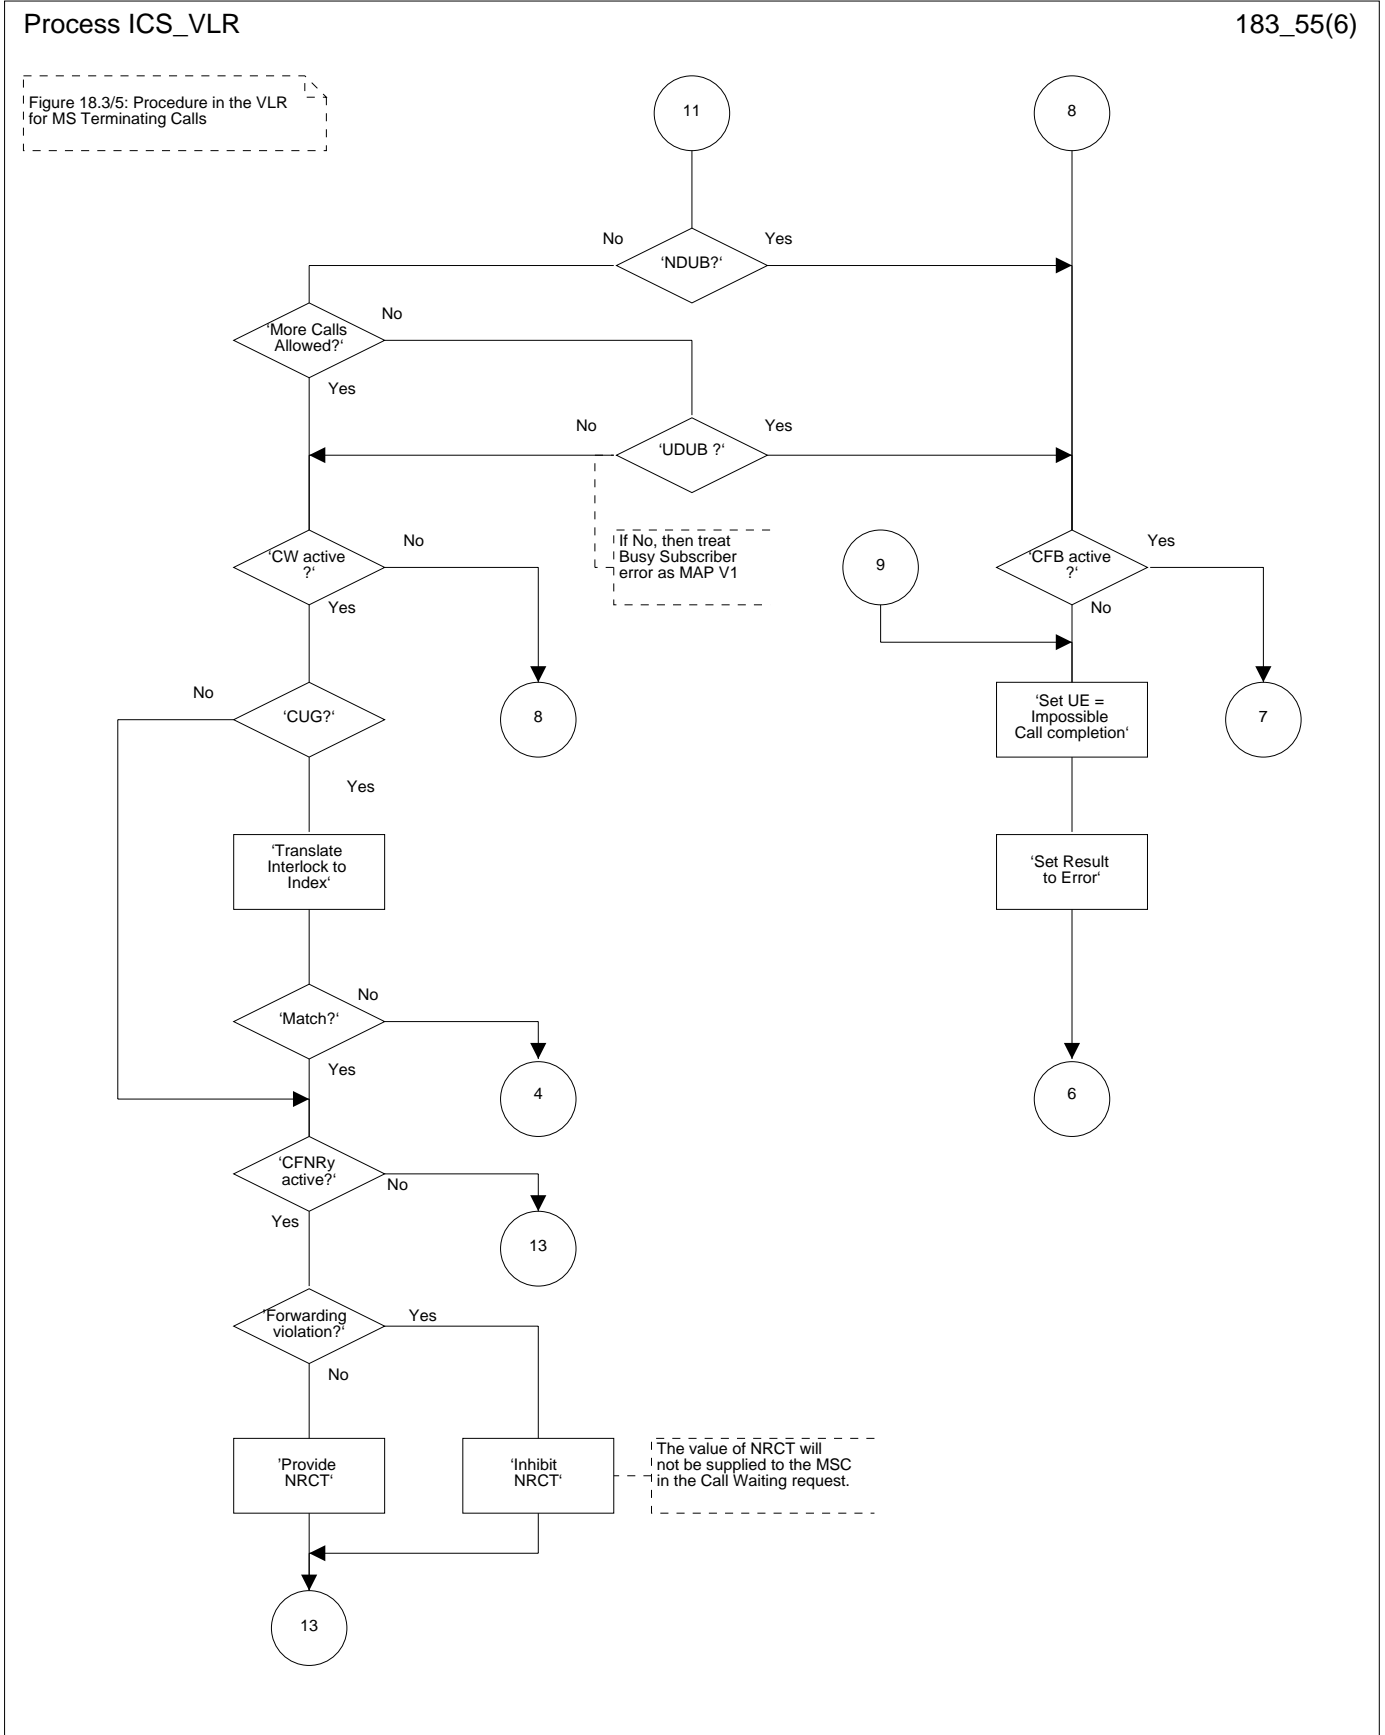 Process ICS_VLR
183_55(6)
Figure 18.3/5: Procedure in the VLR
for MS Terminating Calls
11
8
No
Yes
‘NDUB?‘
‘More Calls
Allowed?‘
No
Yes
No
Yes
‘UDUB ?‘
If No, then treat
Busy Subscriber
error as MAP V1
‘CW active
?‘
No
Yes
9
‘CFB active
?‘
Yes
No
No
‘CUG?‘
Yes
8
‘Set UE =
Impossible
Call completion‘
7
‘Translate
Interlock to
Index‘
‘Set Result
to Error‘
‘Match?‘
No
Yes
4
6
‘CFNRy
active?‘
No
Yes
13
‘Forwarding
violation?‘
Yes
No
‘Provide
NRCT‘
‘Inhibit
NRCT‘
The value of NRCT will
not be supplied to the MSC
in the Call Waiting request.
13